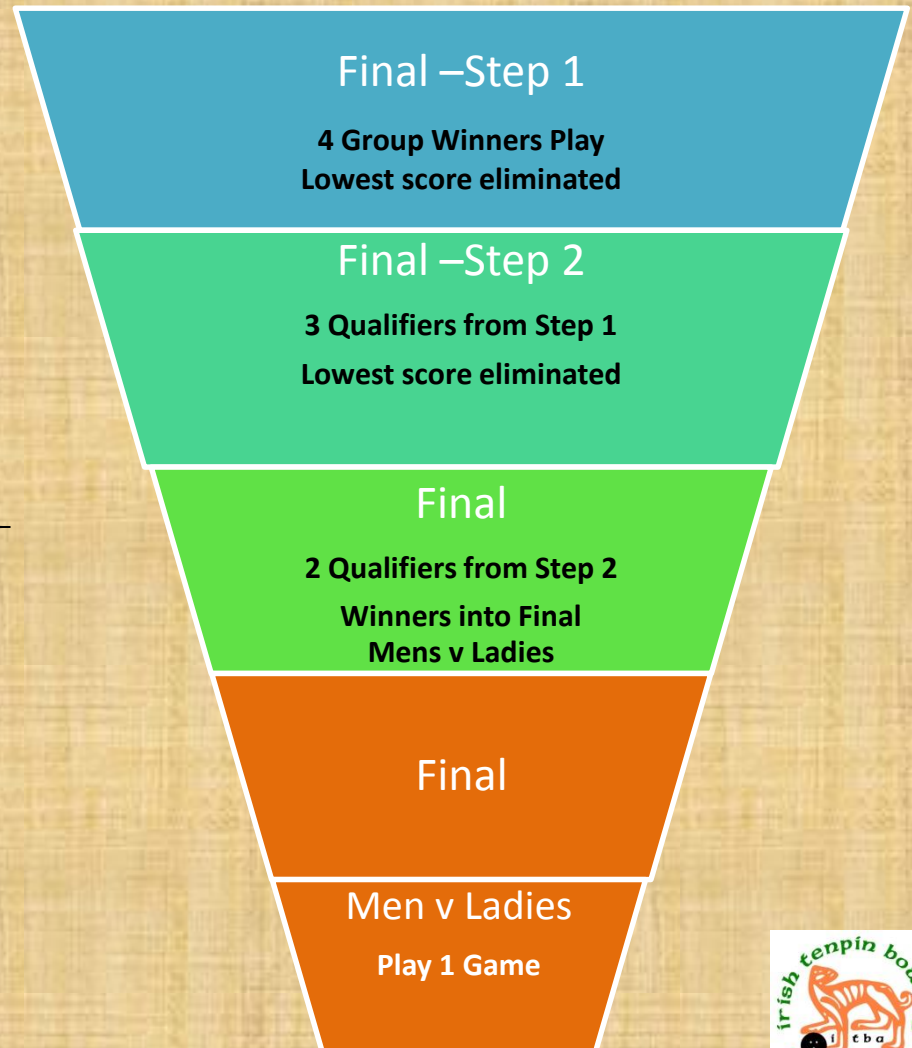 Final –Step 1
4 Group Winners Play
Lowest score eliminated
Final –Step 2
3 Qualifiers from Step 1
Lowest score eliminated
Final
2 Qualifiers from Step 2
Winners into Final
Mens v Ladies
Final
Men v Ladies
Play 1 Game
irish tenpin
i tba